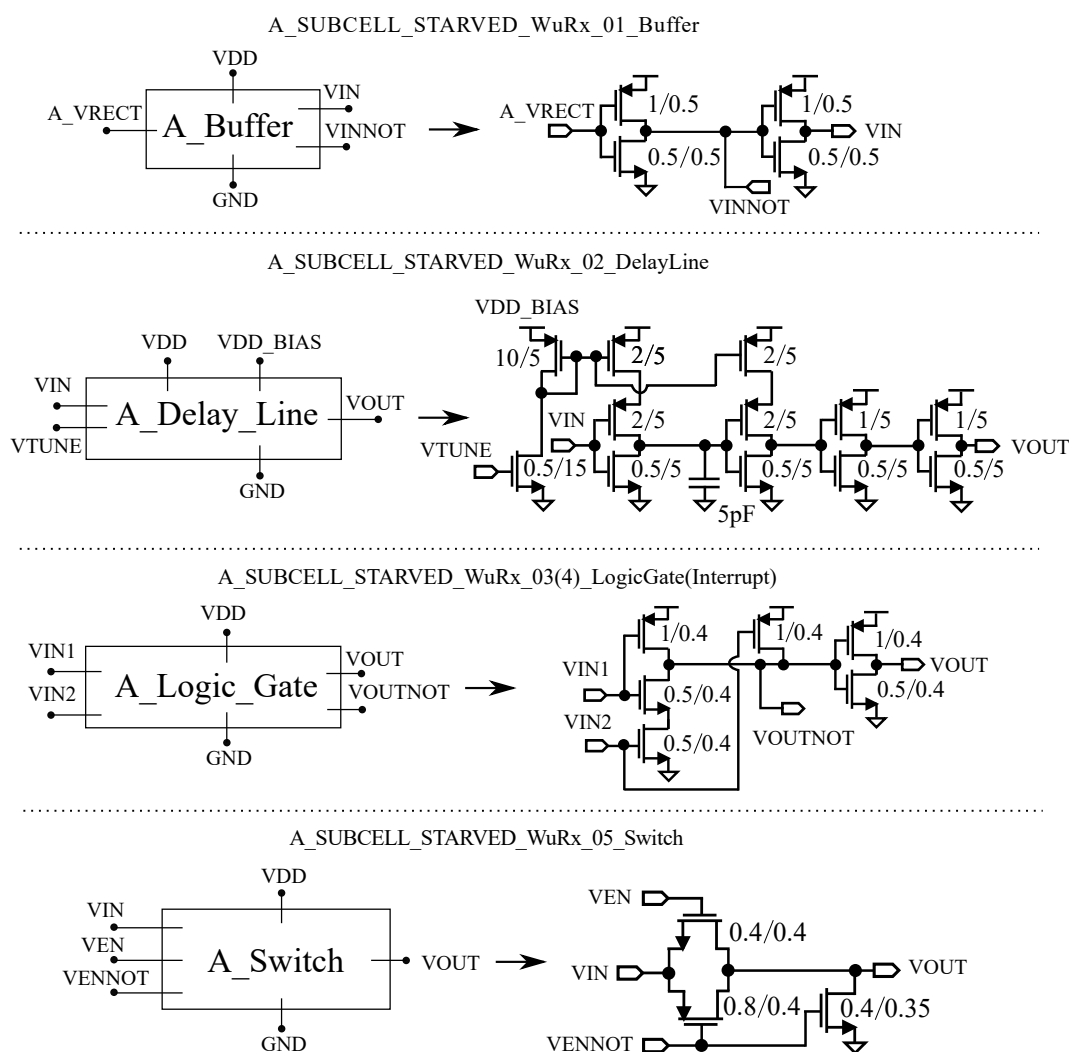 A_SUBCELL_STARVED_WuRx_01_Buffer
VDD
A_VRECT
A_Buffer
VIN
VINNOT
GND
A_VRECT
1/0.5
0.5/0.5
VINNOT
1/0.5
0.5/0.5
VIN
A_SUBCELL_STARVED_WuRx_02_DelayLine
VDD
VDD_BIAS
VIN
VTUNE
A_Delay_Line
VOUT
GND
VDD_BIAS
10/5
2/5
2/5
VIN
2/5
2/5
1/5
1/5
VTUNE
0.5/15
0.5/5
0.5/5
0.5/5
0.5/5
VOUT
5pF
A_SUBCELL_STARVED_WuRx_03(4)_LogicGate(Interrupt)
VDD
VIN1
VIN2
A_Logic_Gate
VOUT
VOUTNOT
GND
1/0.4
1/0.4
1/0.4
VIN1
0.5/0.4
VIN2
0.5/0.4
VOUTNOT
0.5/0.4
VOUT
A_SUBCELL_STARVED_WuRx_05_Switch
VDD
VIN
VEN
VENNOT
A_Switch
VOUT
GND
VEN
0.4/0.4
VIN
VOUT
0.8/0.4
0.4/0.35
VENNOT